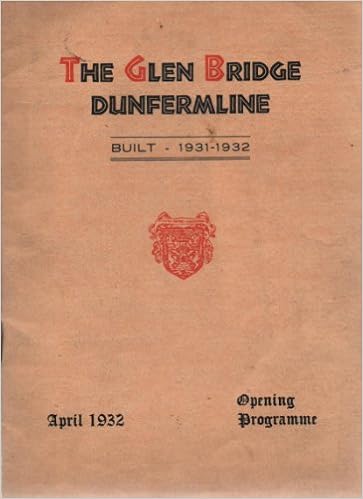 THE GLEN BRIDGE
DUNFERMLINE
BUILT - 1931-1932
Opening
April 1932 Programme